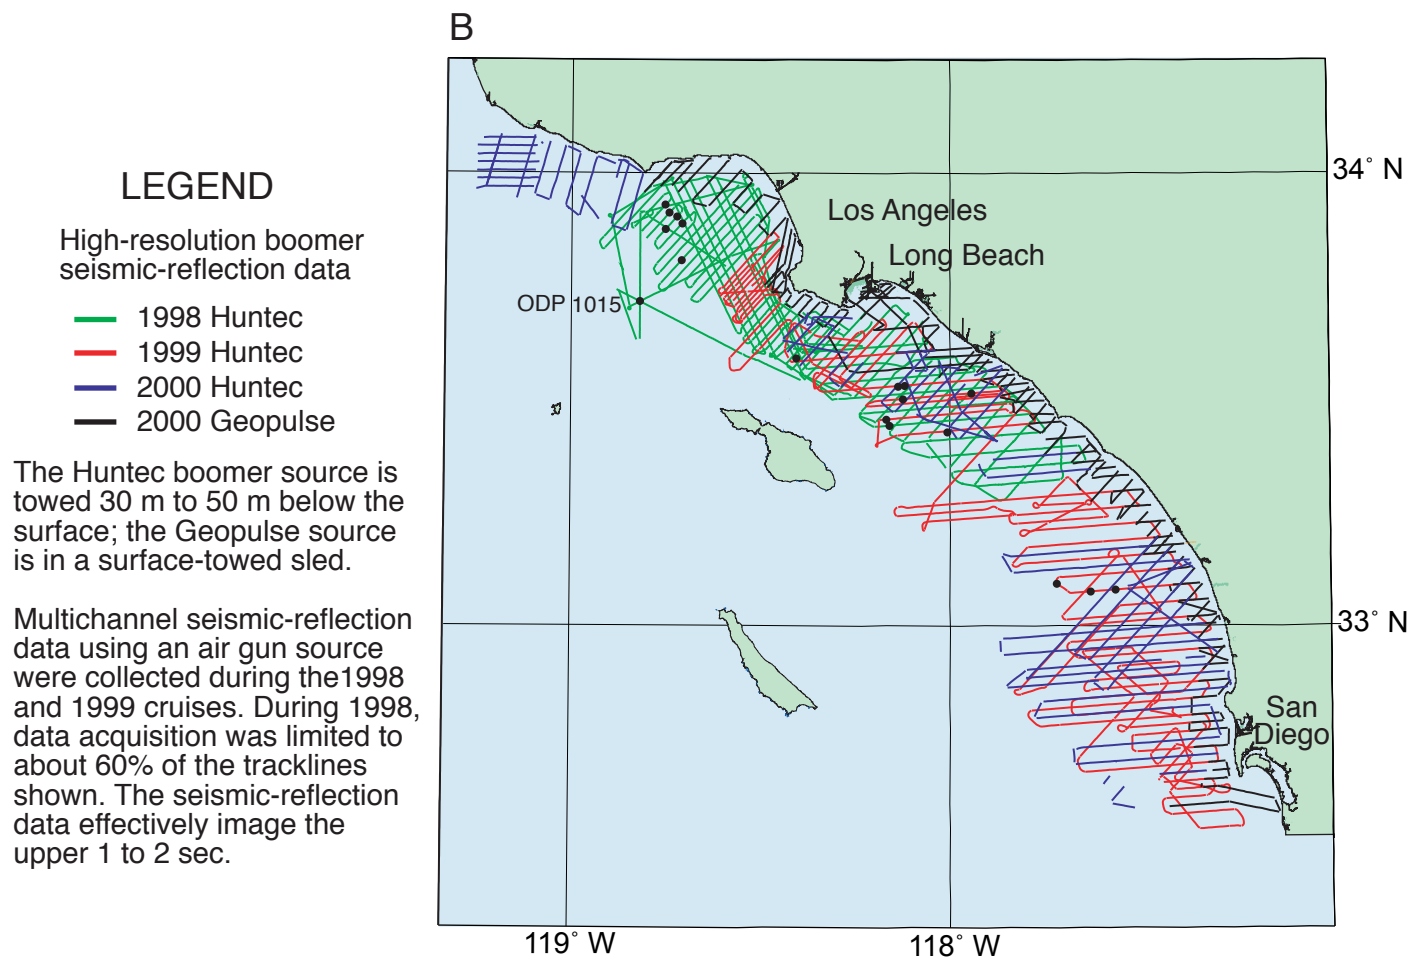 B
LEGEND
High-resolution boomer
seismic-reflection data
1998 Huntec
1999 Huntec
2000 Huntec
2000 Geopulse
The Huntec boomer source is
towed 30 m to 50 m below the
surface; the Geopulse source
is in a surface-towed sled.
Multichannel seismic-reflection
data using an air gun source
were collected during the1998
and 1999 cruises. During 1998,
data acquisition was limited to
about 60% of the tracklines
shown. The seismic-reflection
data effectively image the
upper 1 to 2 sec.
34° N
Los Angeles
Long Beach
ODP 1015
33° N
San
Diego
119° W
118° W